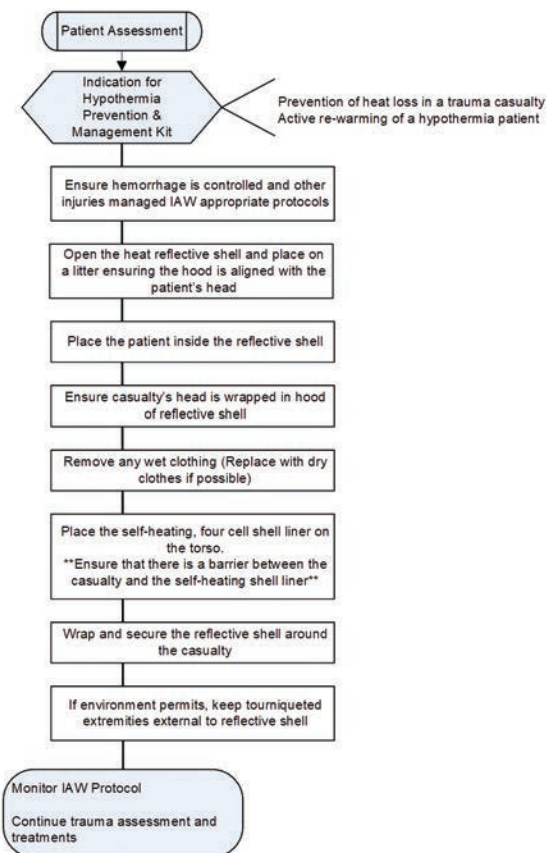 Patient Assessment
Indication for
Hypothermia
Prevention &
Management Kit
Prevention of heat loss in a trauma casualty
Active re-warming of a hypothermia patient
Ensure hemorrhage is controlled and other
injuries managed IAW appropriate protocols
Open the heat reflective shell and place on
a litter ensuring the hood is aligned with the
patient's head
Place the patient inside the reflective shell
Ensure casualty's head is wrapped in hood
of reflective shell
Remove any wet clothing (Replace with dry
clothes if possible)
Place the self-heating, four cell shell liner on
the torso.
**Ensure that there is a barrier between the
casualty and the self-heating shell liner**
Wrap and secure the reflective shell around
the casualty
If environment permits, keep tourniqueted
extremities external to reflective shell
Monitor IAW Protocol
Continue trauma assessment and
treatments